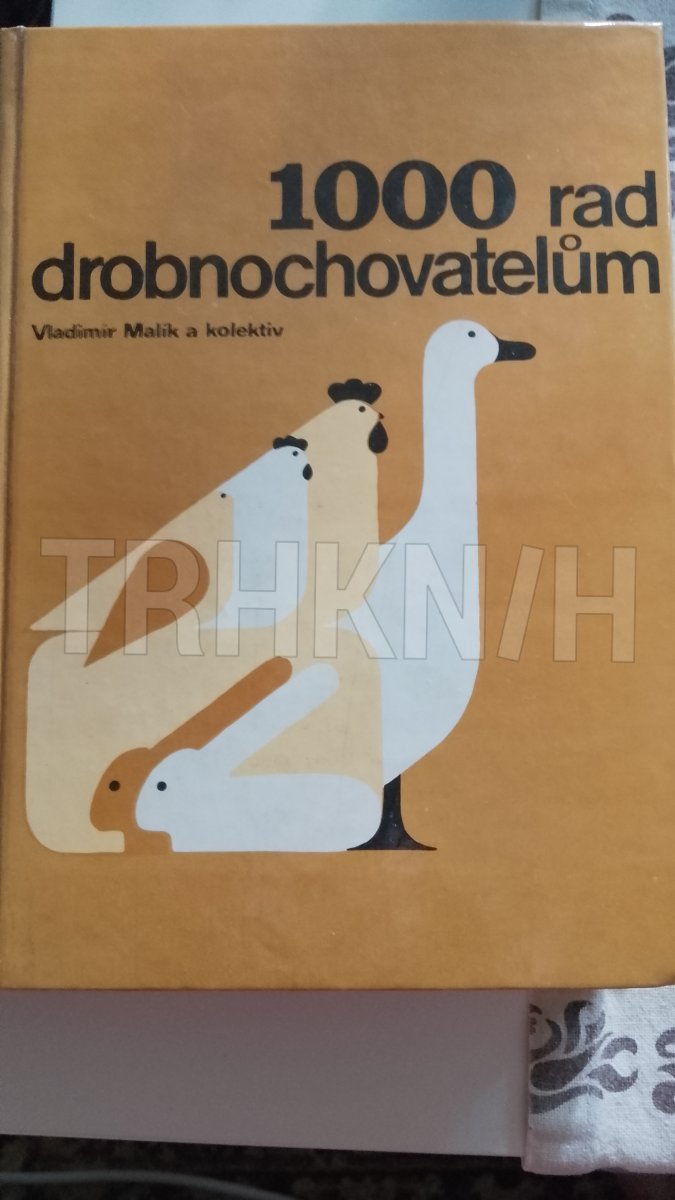 1000 rad
drobnochovatelům
Vladimír Malík a kolektiv
TRHKNIH